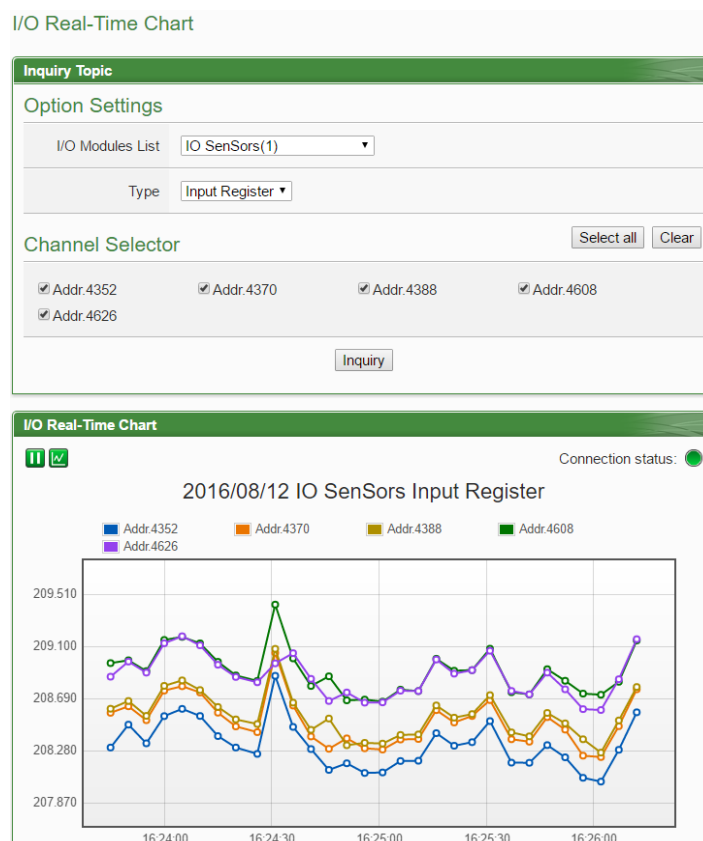 I/O Real-Time Chart
Inquiry Topic
Option Settings
I/O Modules List IO SenSors(1)
Type Input Register
Channel Selector Select all Clear
Addr.4352 Addr.4370 Addr.4388 Addr.4608
Addr.4626
Inquiry
I/O Real-Time Chart
Connection status:
2016/08/12 IO SenSors Input Register
Addr.4352 Addr.4370 Addr.4388 Addr.4608
Addr.4626
209.510
209.100
208.690
208.280
207.870
16:24:00 16:24:30 16:25:00 16:25:30 16:26:00